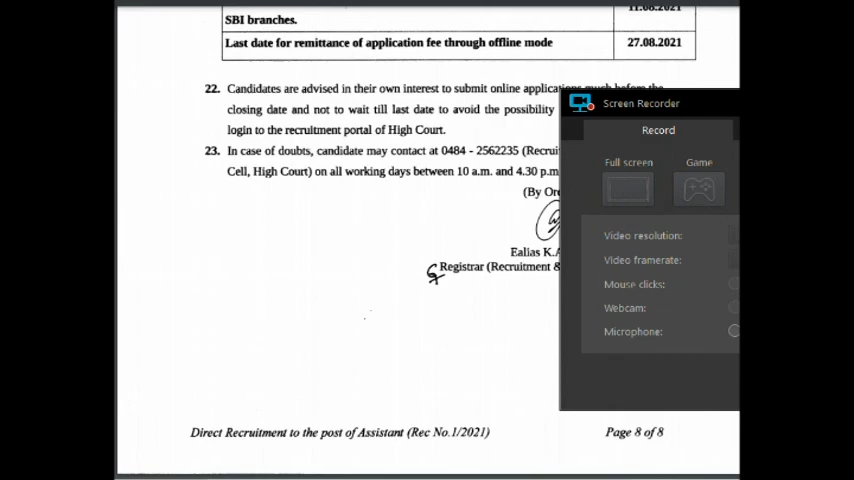 11.08.2021
SBI branches.
Last date for remittance of application fee through offline mode 27.08.2021
22. Candidates are advised in their own interest to submit online applications much before the
closing date and not to wait till last date to avoid the possibility
login to the recruitment portal of High Court.
23. In case of doubts, candidate may contact at 0484 - 2562235 (Recrui
Cell, High Court) on all working days between 10 a.m. and 4.30 p.m
(By Or
Ealias K.A
Registrar (Recruitment &
Direct Recruitment to the post of Assistant (Rec No.1/2021) Page 8 of 8
Screen Recorder
Record
Full screen Game
Video resolution:
Video framerate:
Mouse clicks:
Webcam:
Microphone: